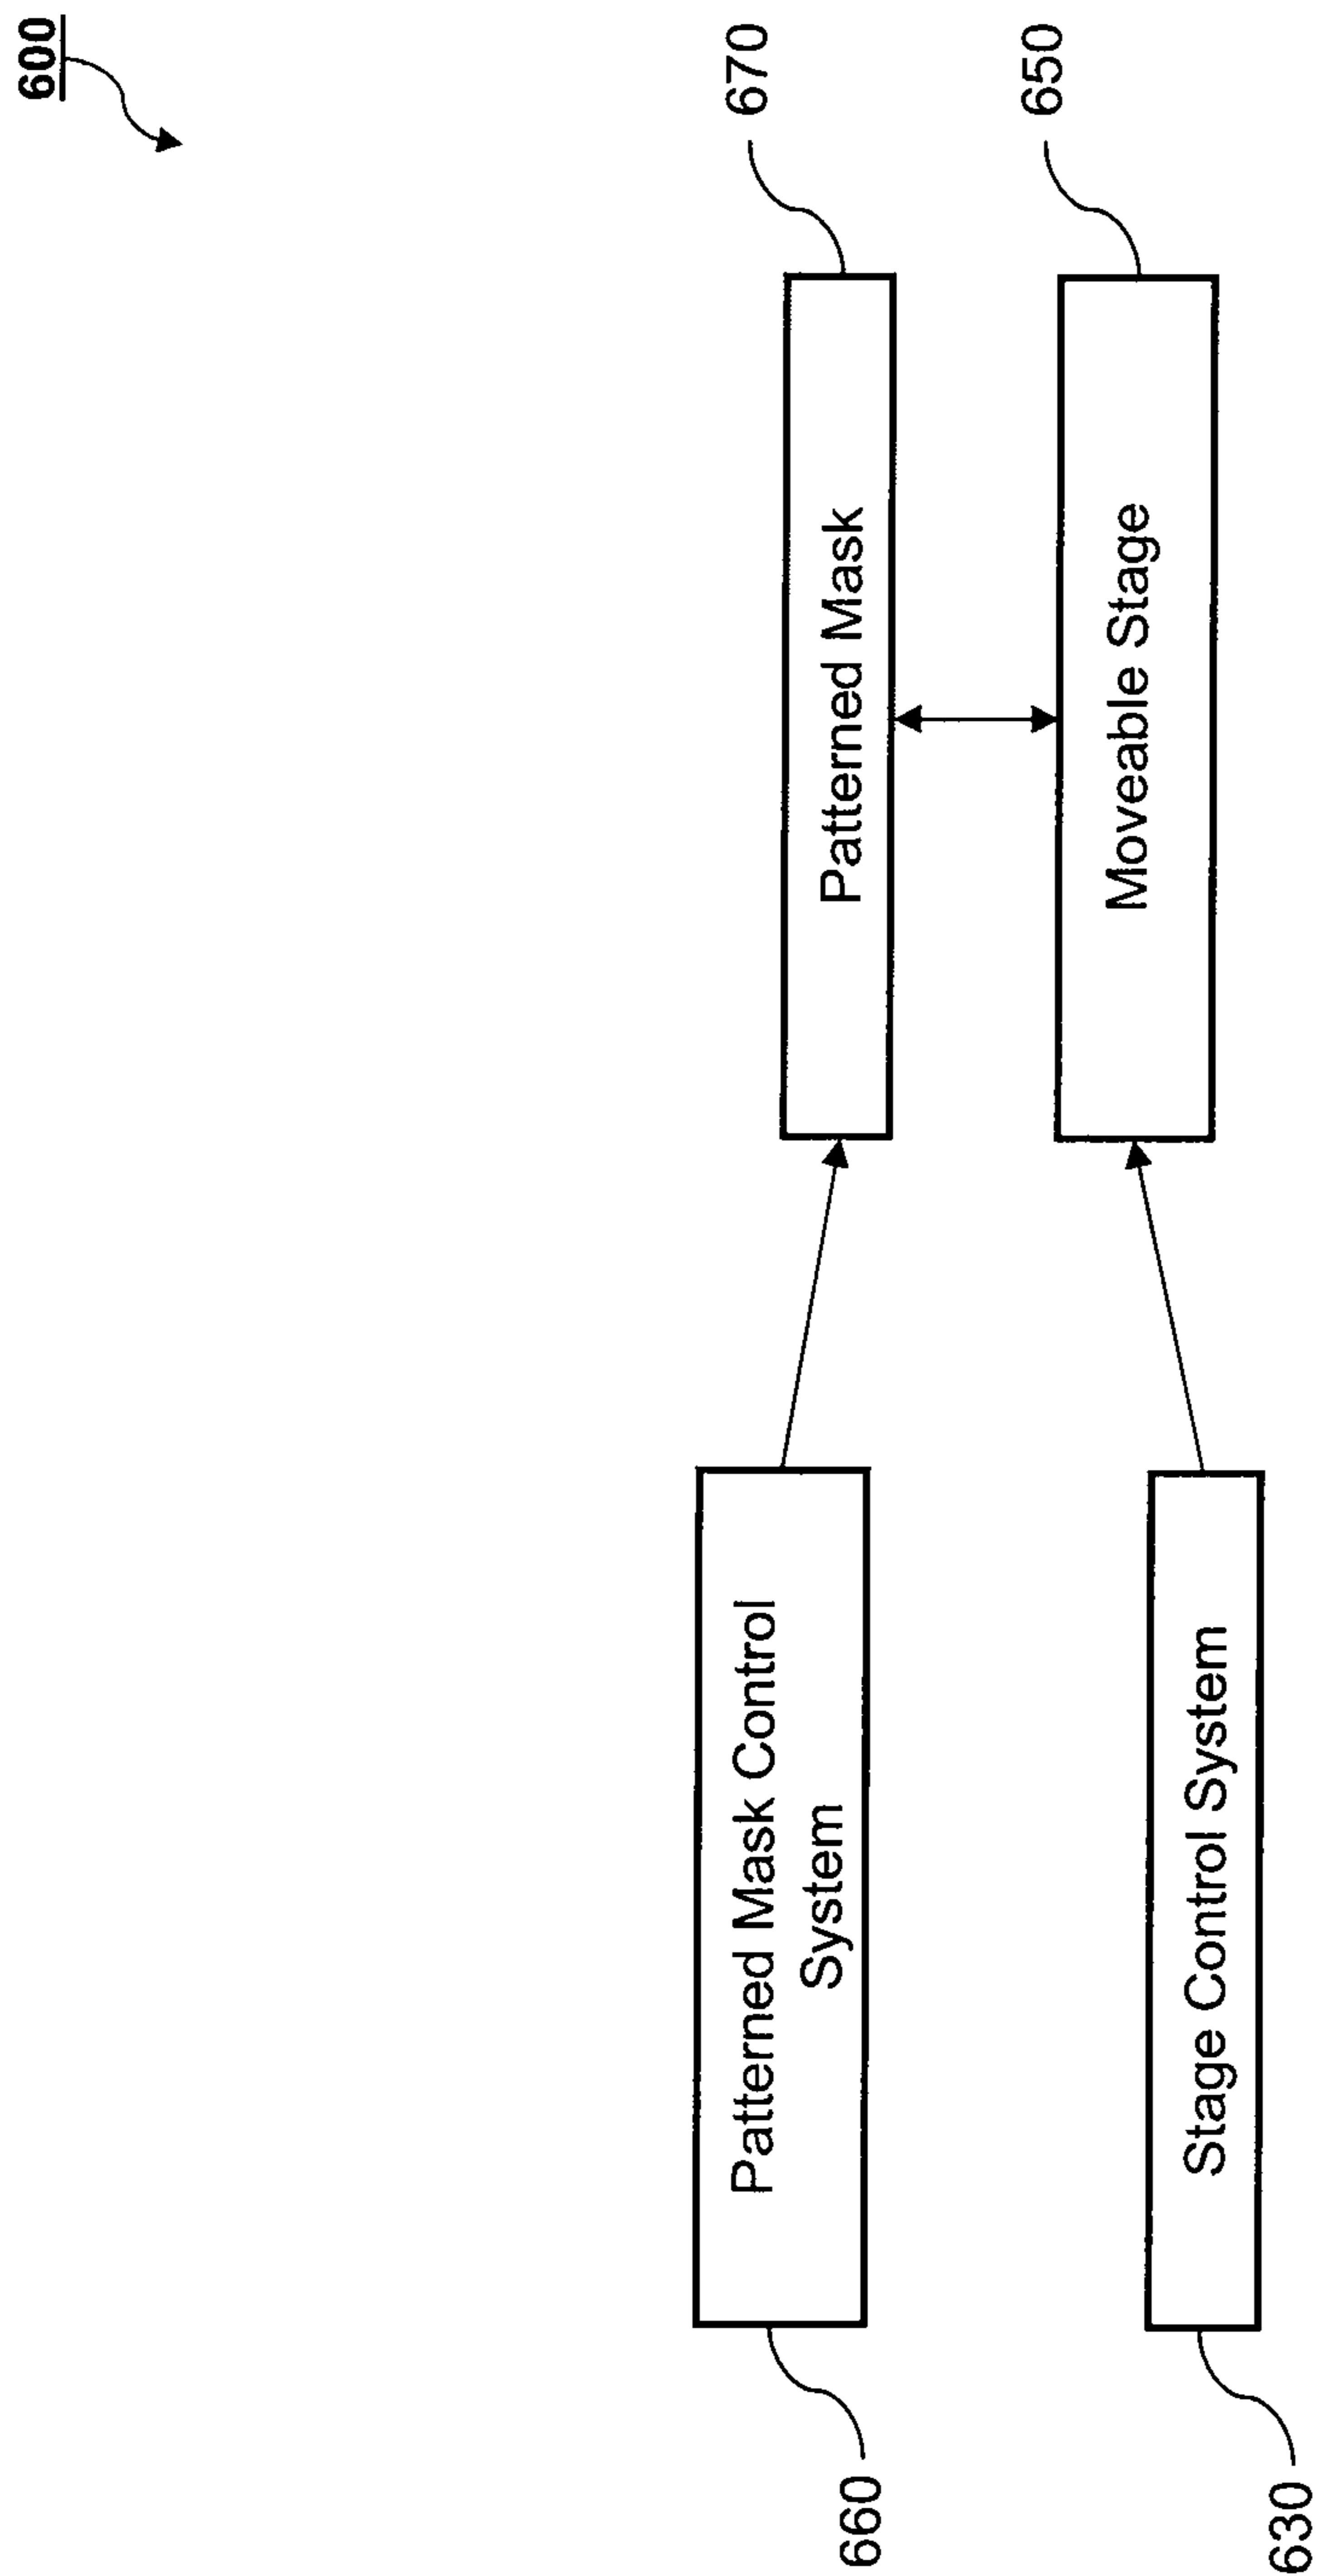 600
660
Patterned Mask Control
System
Patterned Mask
670
630
Stage Control System
Moveable Stage
650